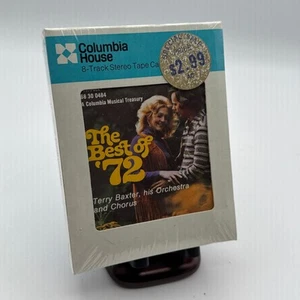 Columbia
House
8-Track Stereo Tape Ca
$2.99
A Columbia Musical Treasury
The
Best of
'72
Terry Baxter, his Orchestra
and Chorus